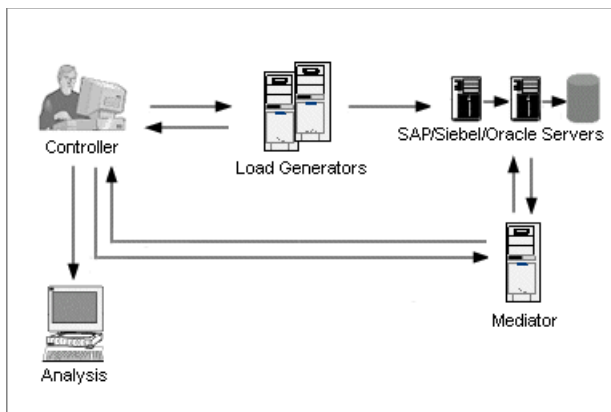 Controller
Load Generators
SAP/Siebel/Oracle Servers
Mediator
Analysis